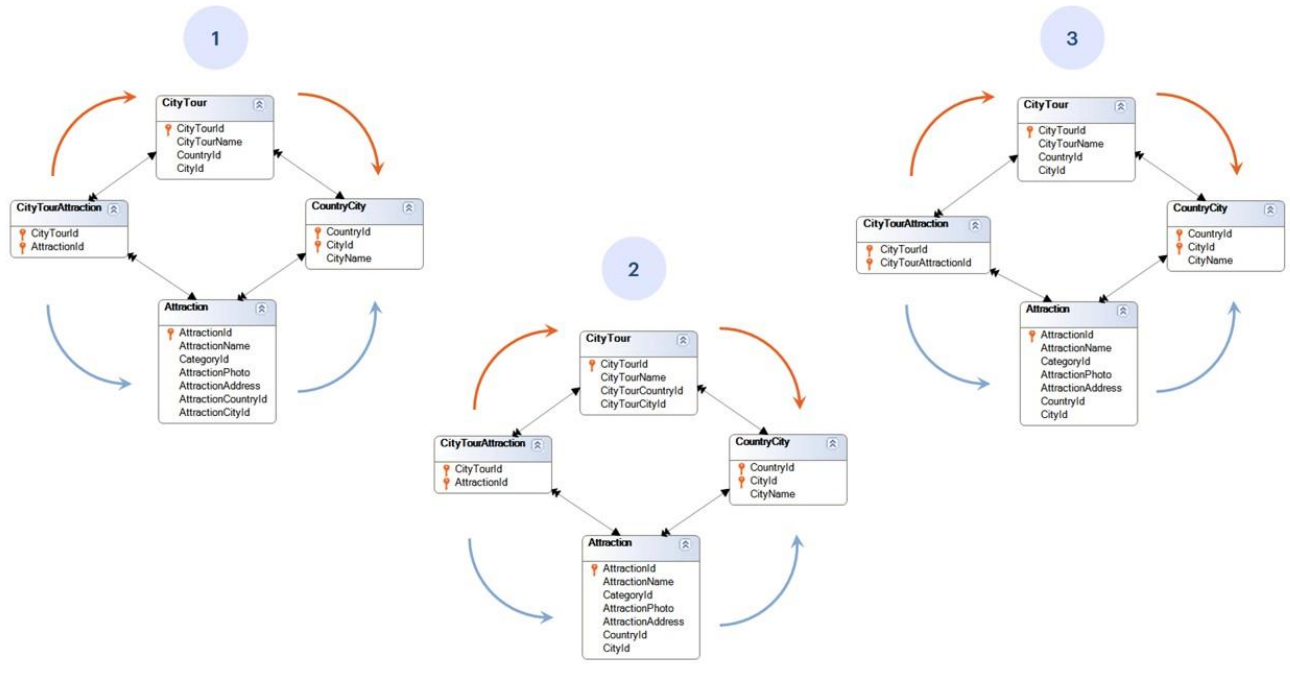 1
CityTour
CityTourId
CityTourName
CountryId
CityId
CityTourAttraction
CityTourId
AttractionId
CountryCity
CountryId
CityId
CityName
Attraction
AttractionId
AttractionName
CategoryId
AttractionPhoto
AttractionAddress
AttractionCountryId
AttractionCityId
2
CityTour
CityTourId
CityTourName
CityTourCountryId
CityTourCityId
CityTourAttraction
CityTourId
AttractionId
CountryCity
CountryId
CityId
CityName
Attraction
AttractionId
AttractionName
CategoryId
AttractionPhoto
AttractionAddress
CountryId
CityId
3
CityTour
CityTourId
CityTourName
CountryId
CityId
CityTourAttraction
CityTourId
CityTourAttractionId
CountryCity
CountryId
CityId
CityName
Attraction
AttractionId
AttractionName
CategoryId
AttractionPhoto
AttractionAddress
CountryId
CityId